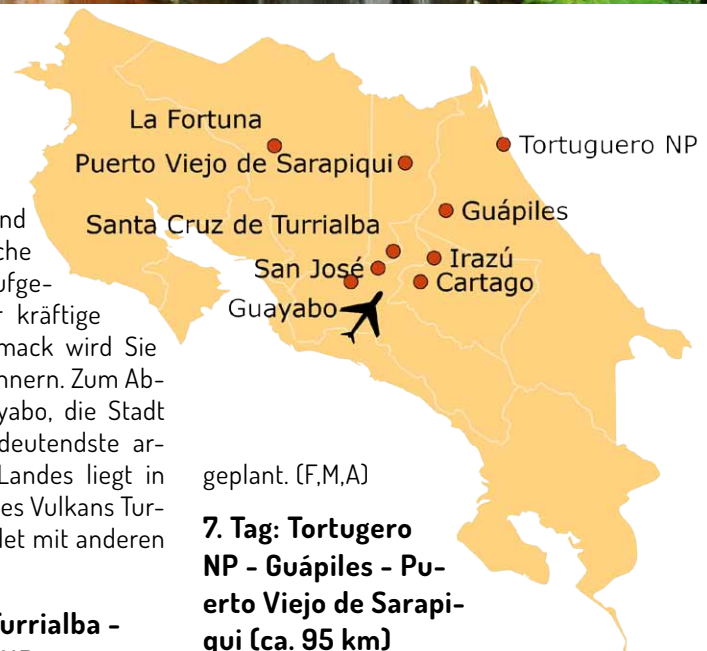 La Fortuna
Tortuguero NP
Puerto Viejo de Sarapiqui
Guápiles
Santa Cruz de Turrialba
Irazú
San José
Cartago
Guayabo
nd
che
ufge-
r kräftige
mack wird Sie
nnern. Zum Ab-
yabo, die Stadt
deutendste ar-
Landes liegt in
es Vulkans Tur-
det mit anderen
Turrialba -
geplant. (F,M,A)
7. Tag: Tortugero
NP - Guápiles - Pu-
erto Viejo de Sarapi-
qui (ca. 95 km)